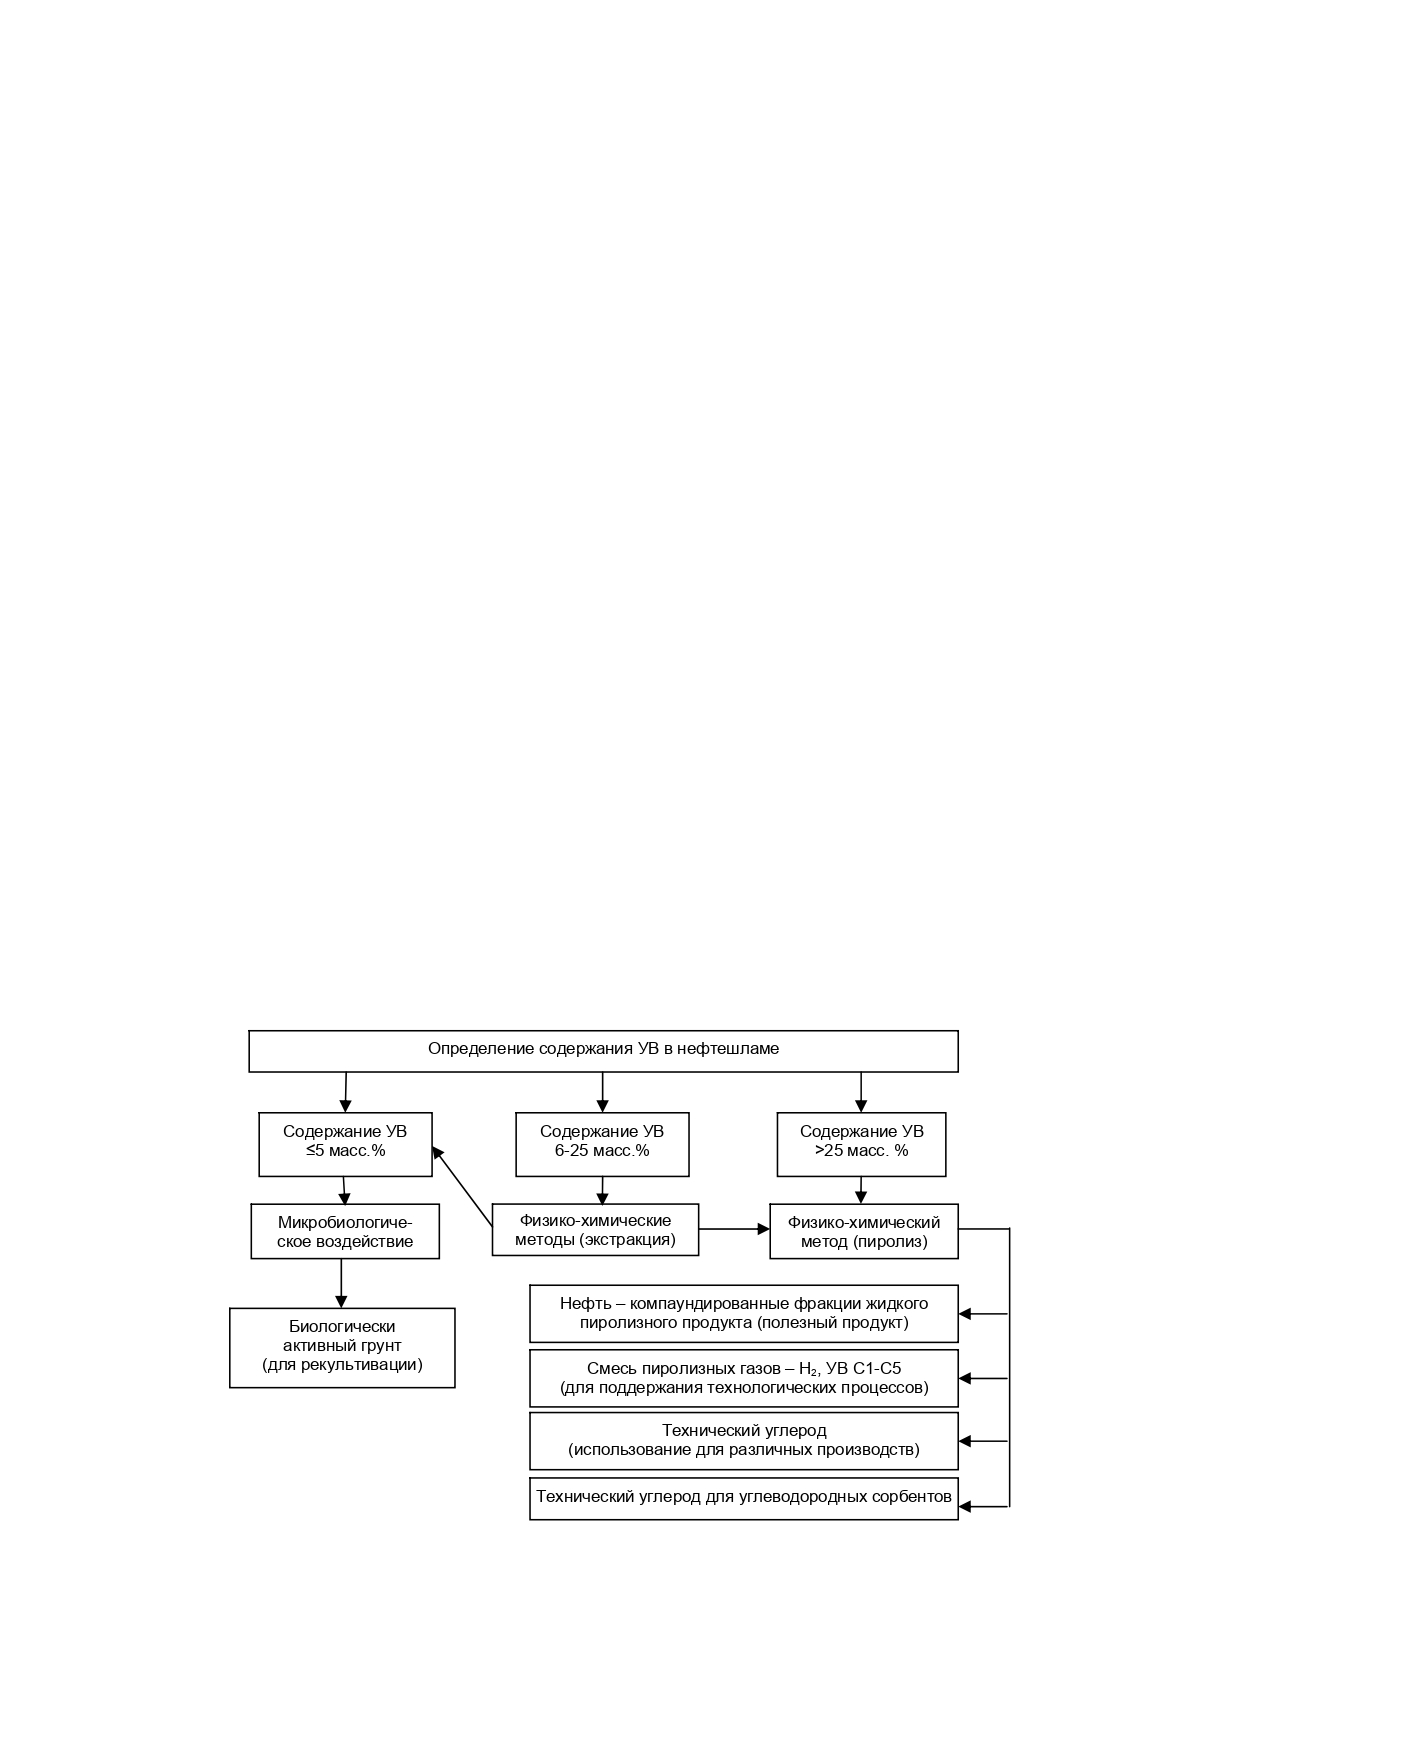 Определение содержания УВ в нефтешламе
Содержание УВ
≤5 масс.%
Содержание УВ
6-25 масс.%
Содержание УВ
>25 масс. %
Микробиологиче-
ское воздействие
Физико-химические
методы (экстракция)
Физико-химический
метод (пиролиз)
Биологически
активный грунт
(для рекультивации)
Нефть – компаундированные фракции жидкого
пиролизного продукта (полезный продукт)
Смесь пиролизных газов – H₂, УВ С1-С5
(для поддержания технологических процессов)
Технический углерод
(использование для различных производств)
Технический углерод для углеводородных сорбентов